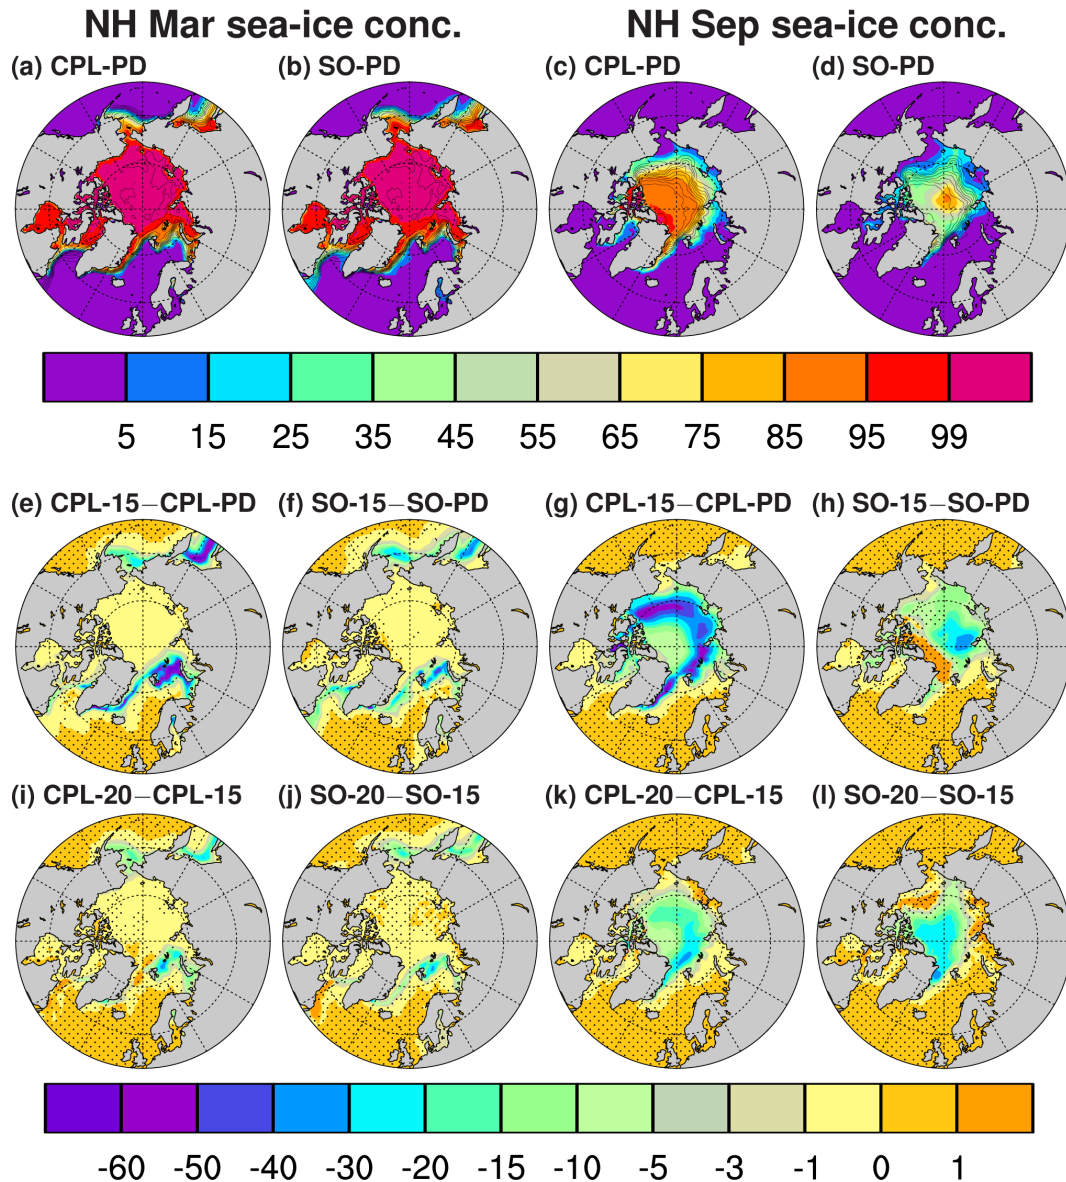 NH Mar sea-ice conc. NH Sep sea-ice conc.
(a) CPL-PD (b) SO-PD (c) CPL-PD (d) SO-PD
5 15 25 35 45 55 65 75 85 95 99
(e) CPL-15−CPL-PD (f) SO-15−SO-PD (g) CPL-15−CPL-PD (h) SO-15−SO-PD
(i) CPL-20−CPL-15 (j) SO-20−SO-15 (k) CPL-20−CPL-15 (l) SO-20−SO-15
-60 -50 -40 -30 -20 -15 -10 -5 -3 -1 0 1